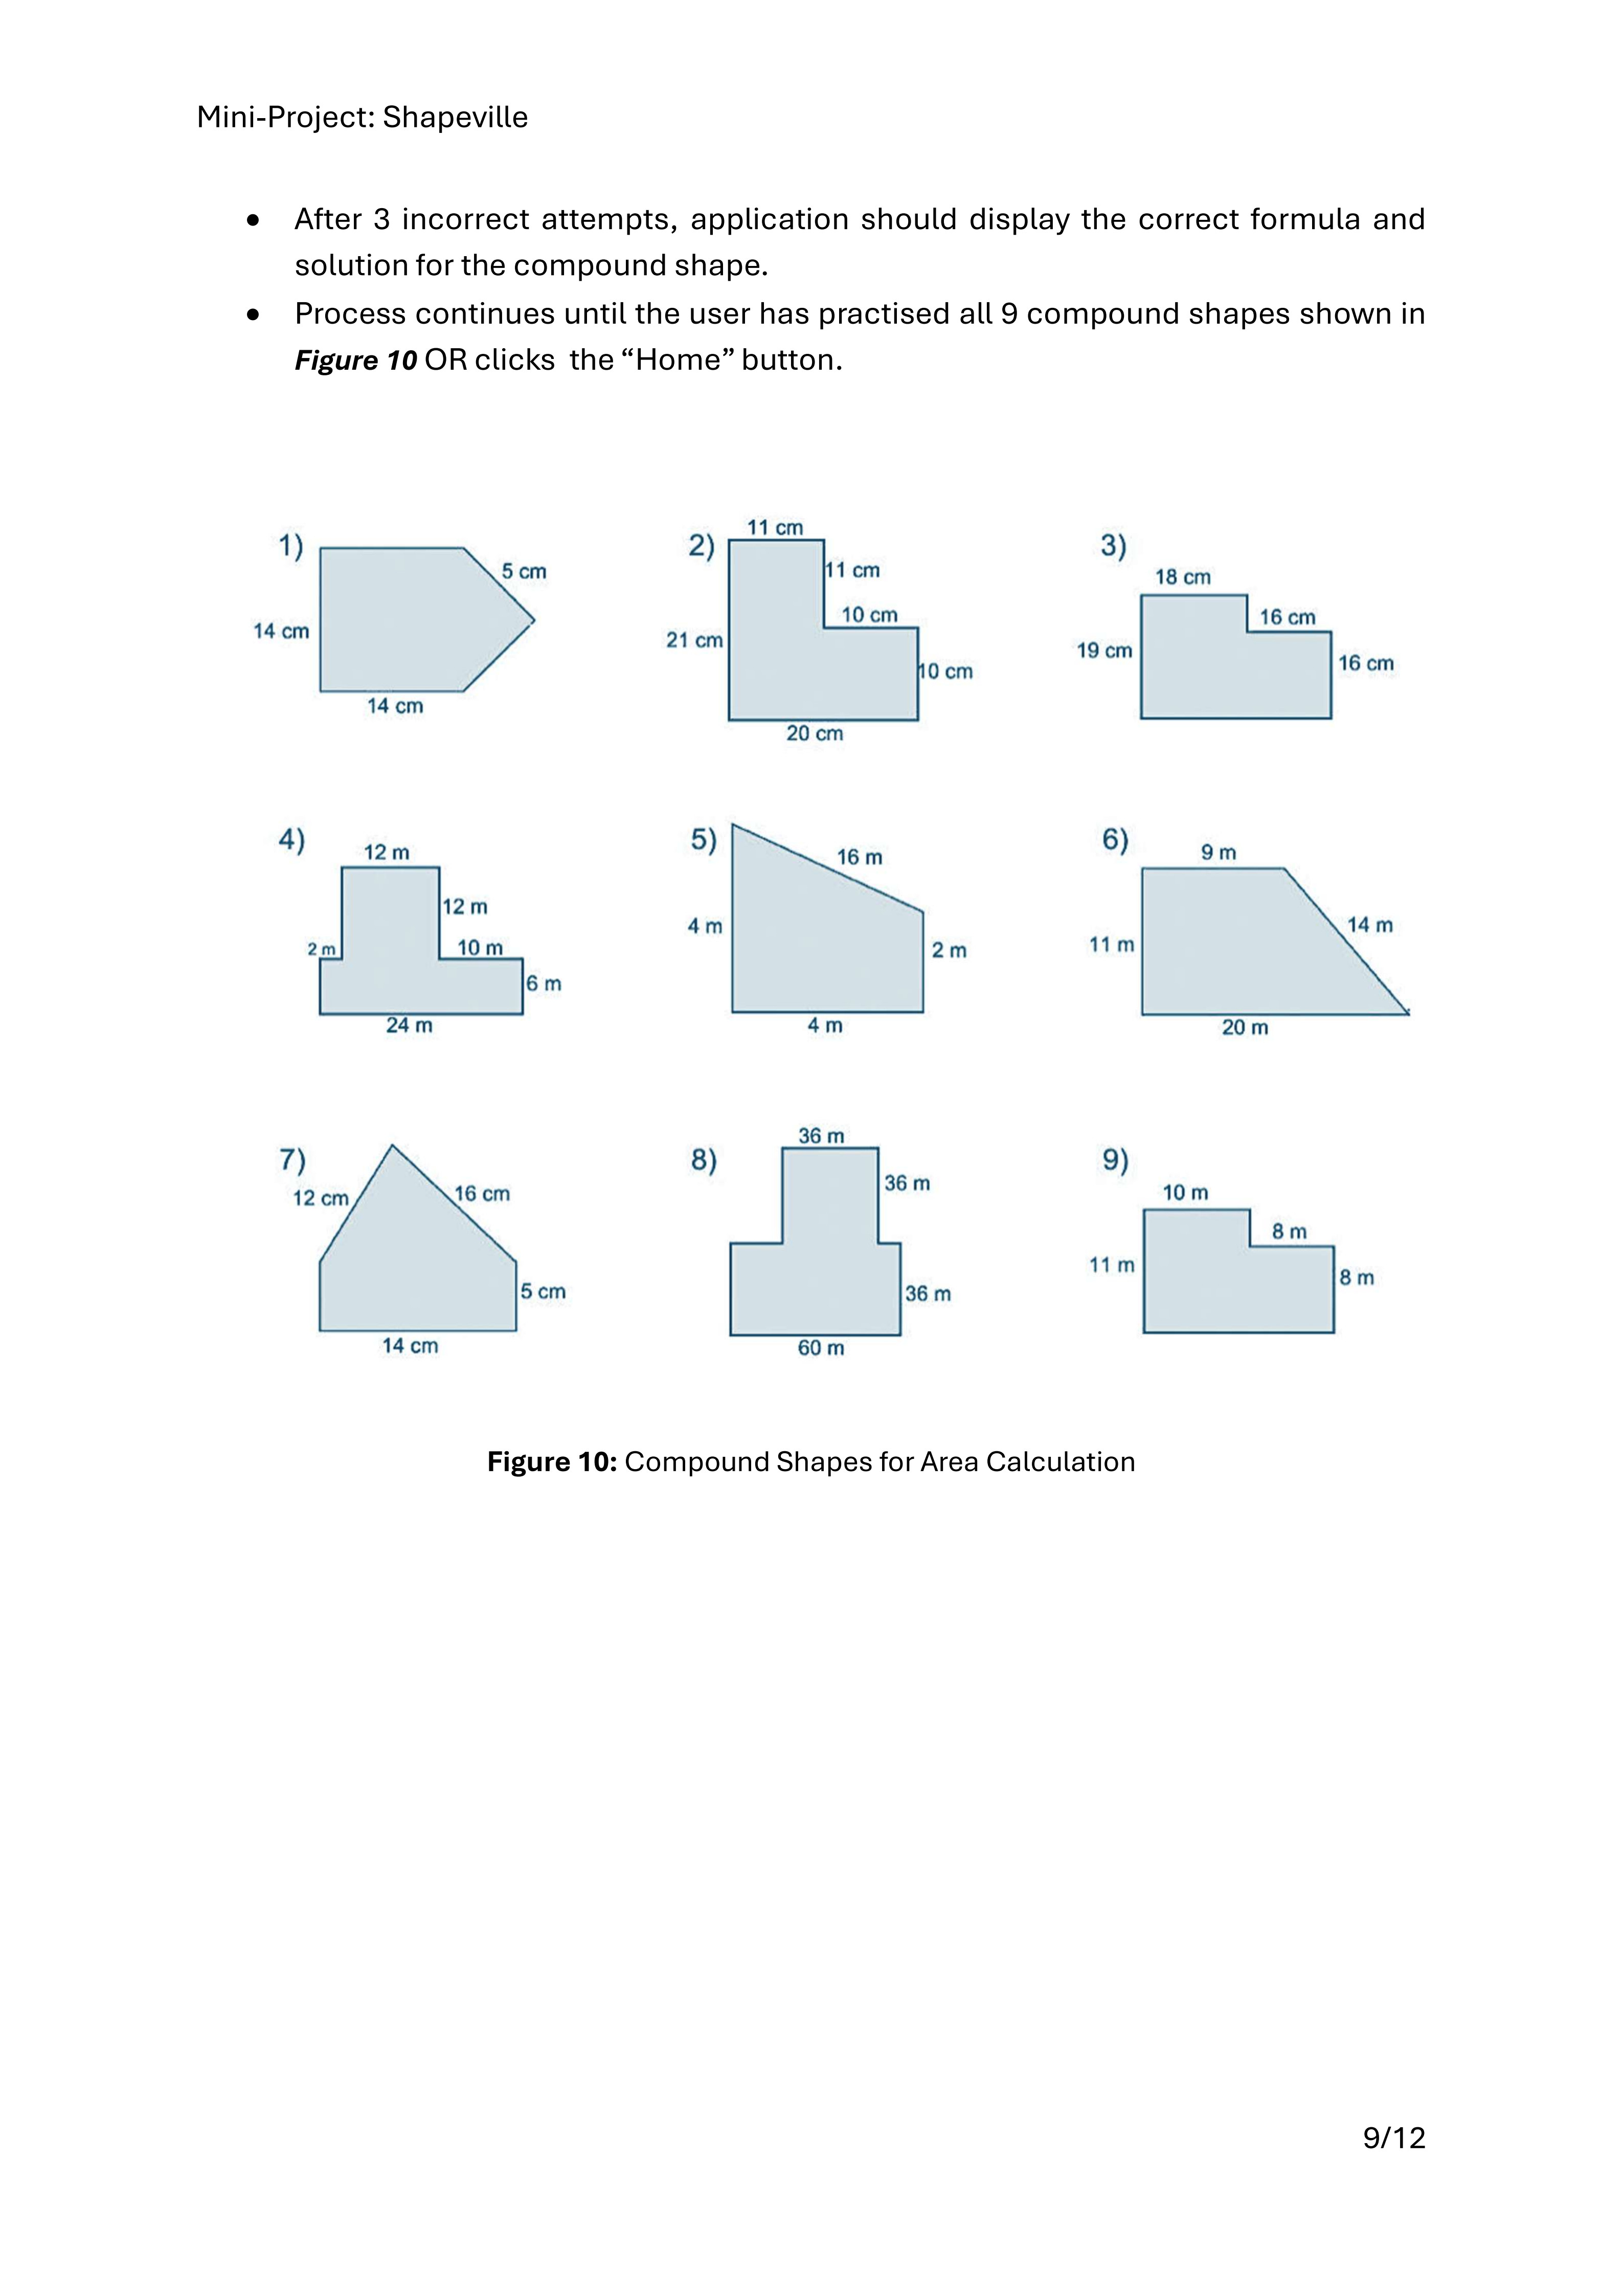 Mini-Project: Shapeville
• After 3 incorrect attempts, application should display the correct formula and
solution for the compound shape.
• Process continues until the user has practised all 9 compound shapes shown in
Figure 10 OR clicks the “Home” button.
1)
5 cm
14 cm
14 cm
2)
11 cm
11 cm
10 cm
21 cm
10 cm
20 cm
3)
18 cm
16 cm
19 cm
16 cm
4)
12 m
12 m
2 m
10 m
6 m
24 m
5)
16 m
4 m
2 m
4 m
6)
9 m
14 m
11 m
20 m
7)
12 cm
16 cm
5 cm
14 cm
8)
36 m
36 m
36 m
60 m
9)
10 m
8 m
11 m
8 m
Figure 10: Compound Shapes for Area Calculation
9/12